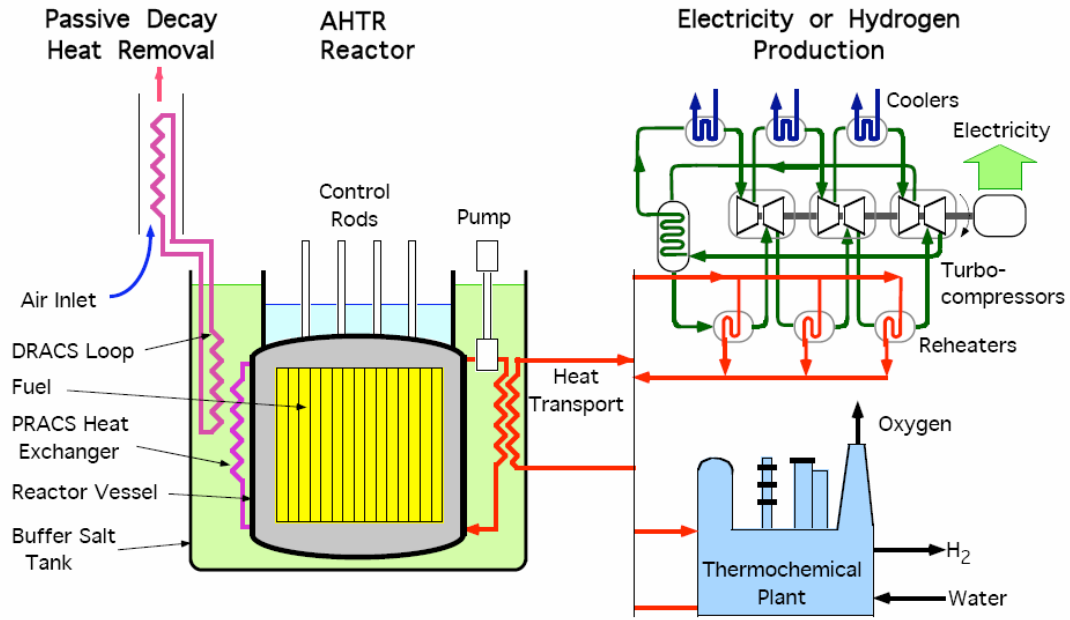 Passive Decay
Heat Removal
AHTR
Reactor
Electricity or Hydrogen
Production
Coolers
Electricity
Control
Rods
Pump
Air Inlet
Turbo-
compressors
DRACS Loop
Reheaters
Fuel
Heat
Transport
PRACS Heat
Exchanger
Oxygen
Reactor Vessel
Buffer Salt
Tank
H2
Thermochemical
Plant
Water